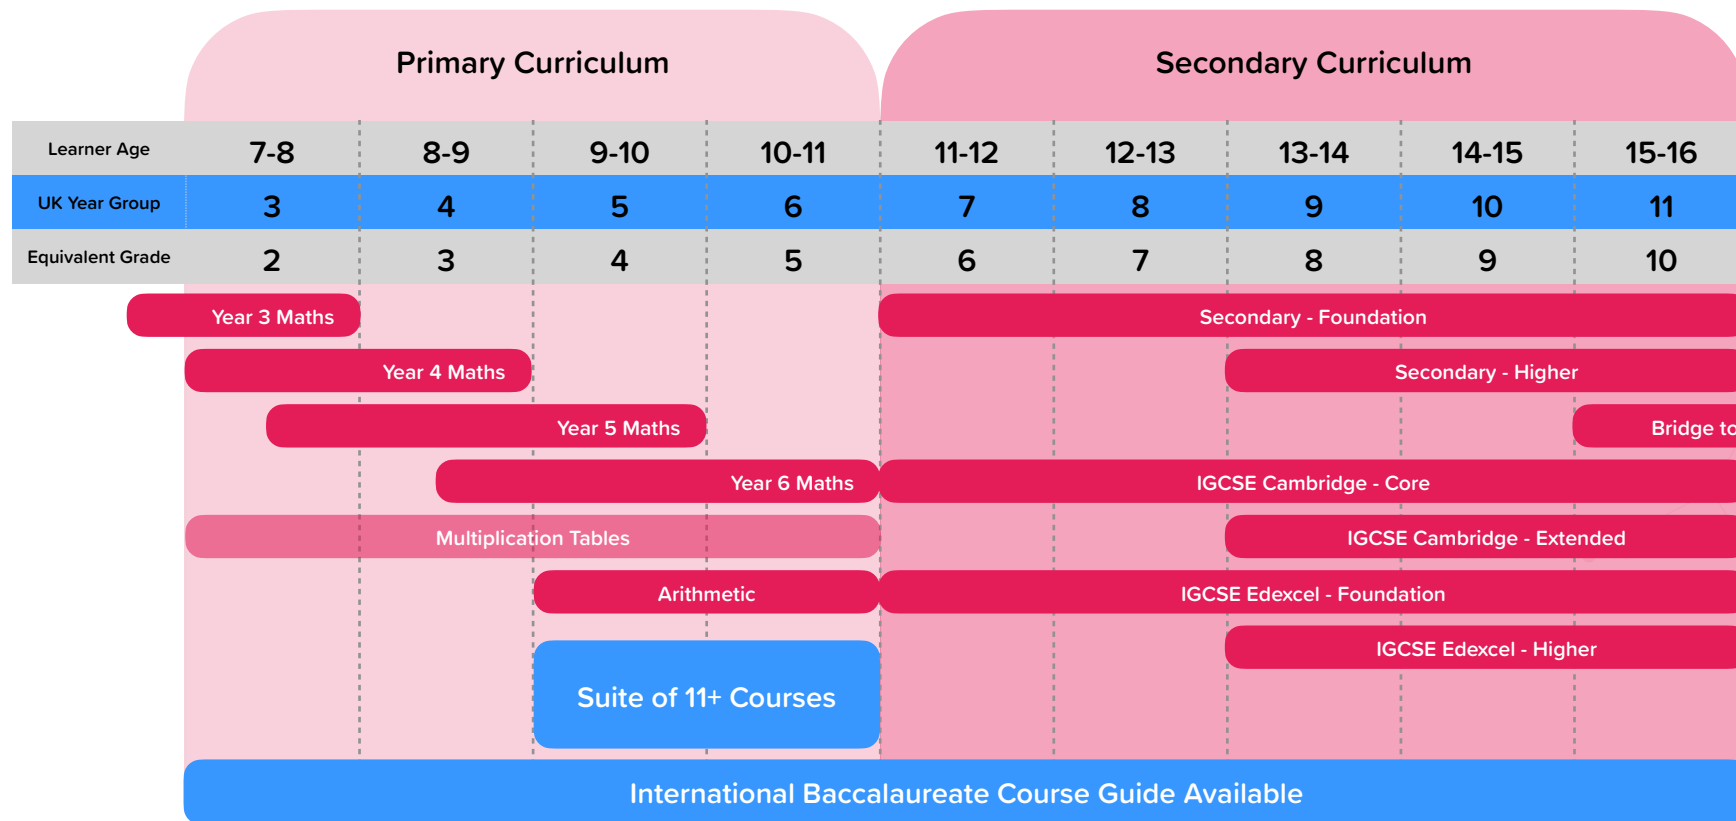 Primary Curriculum Secondary Curriculum
Learner Age 7-8 8-9 9-10 10-11 11-12 12-13 13-14 14-15 15-16
UK Year Group 3 4 5 6 7 8 9 10 11
Equivalent Grade 2 3 4 5 6 7 8 9 10
Year 3 Maths Secondary - Foundation
Year 4 Maths Secondary - Higher
Year 5 Maths Bridge to
Year 6 Maths IGCSE Cambridge - Core
Multiplication Tables IGCSE Cambridge - Extended
Arithmetic IGCSE Edexcel - Foundation
IGCSE Edexcel - Higher
Suite of 11+ Courses
International Baccalaureate Course Guide Available